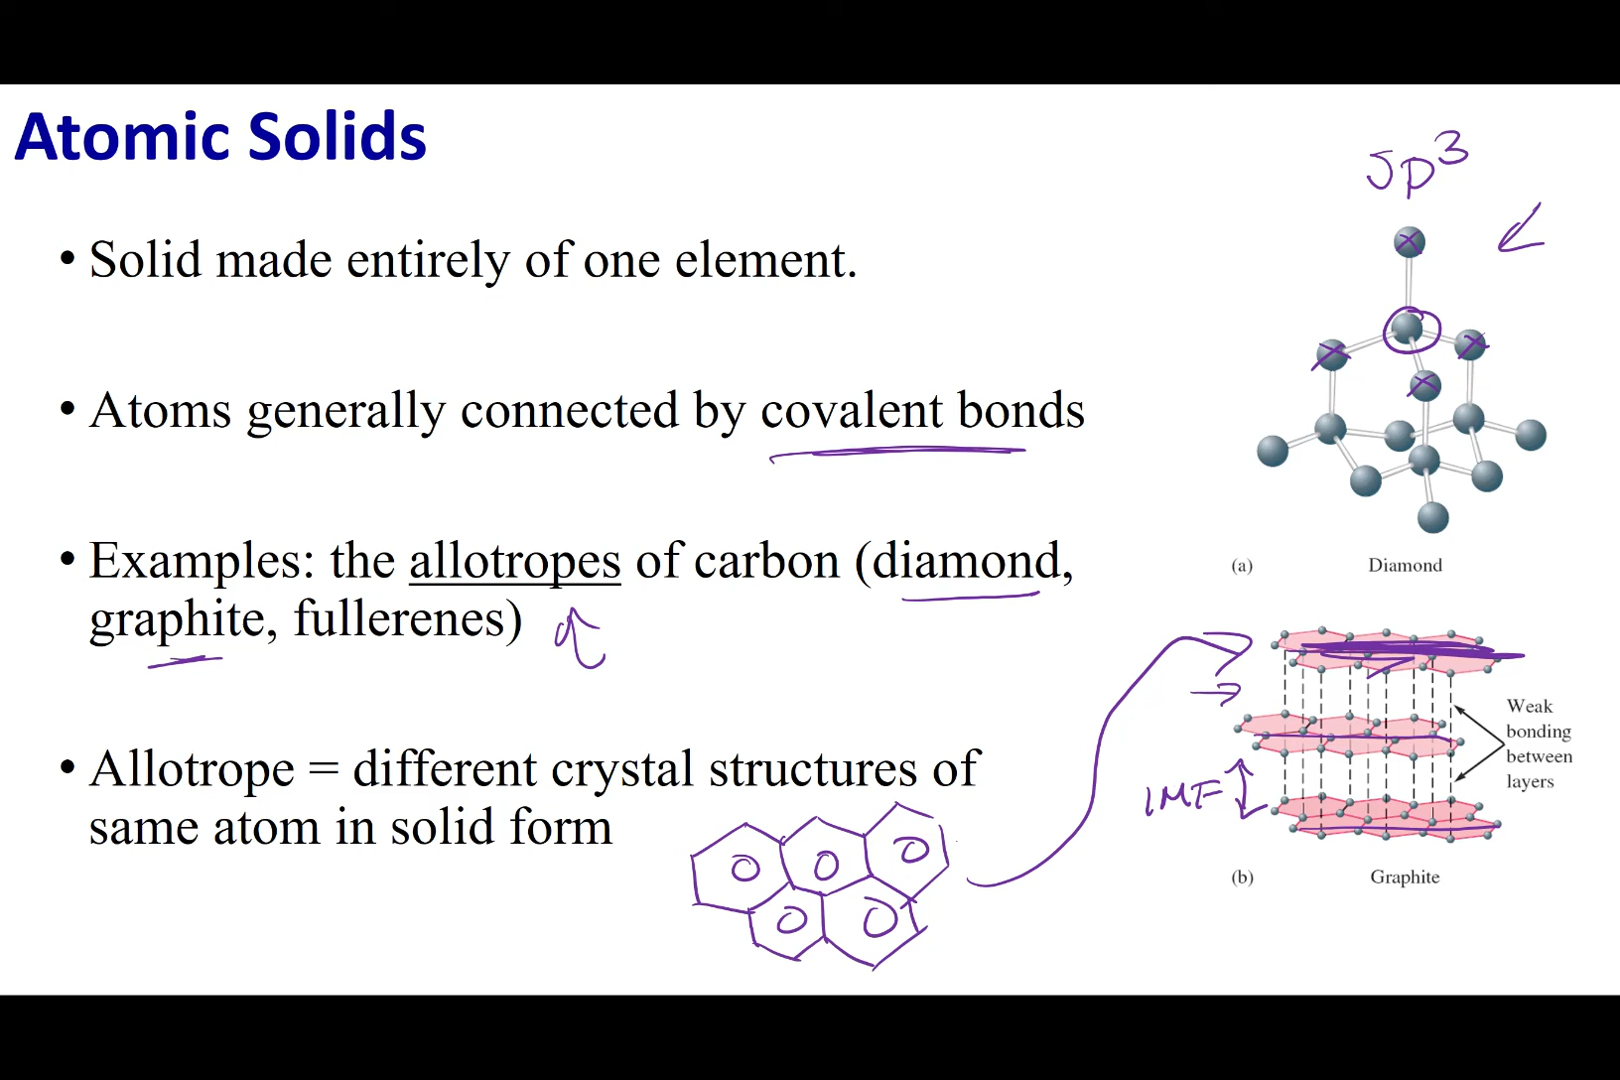 Atomic Solids
• Solid made entirely of one element.
• Atoms generally connected by covalent bonds
• Examples: the allotropes of carbon (diamond,
graphite, fullerenes)
• Allotrope = different crystal structures of
same atom in solid form
sp³
(a) Diamond
Weak
bonding
between
layers
IMF
(b) Graphite